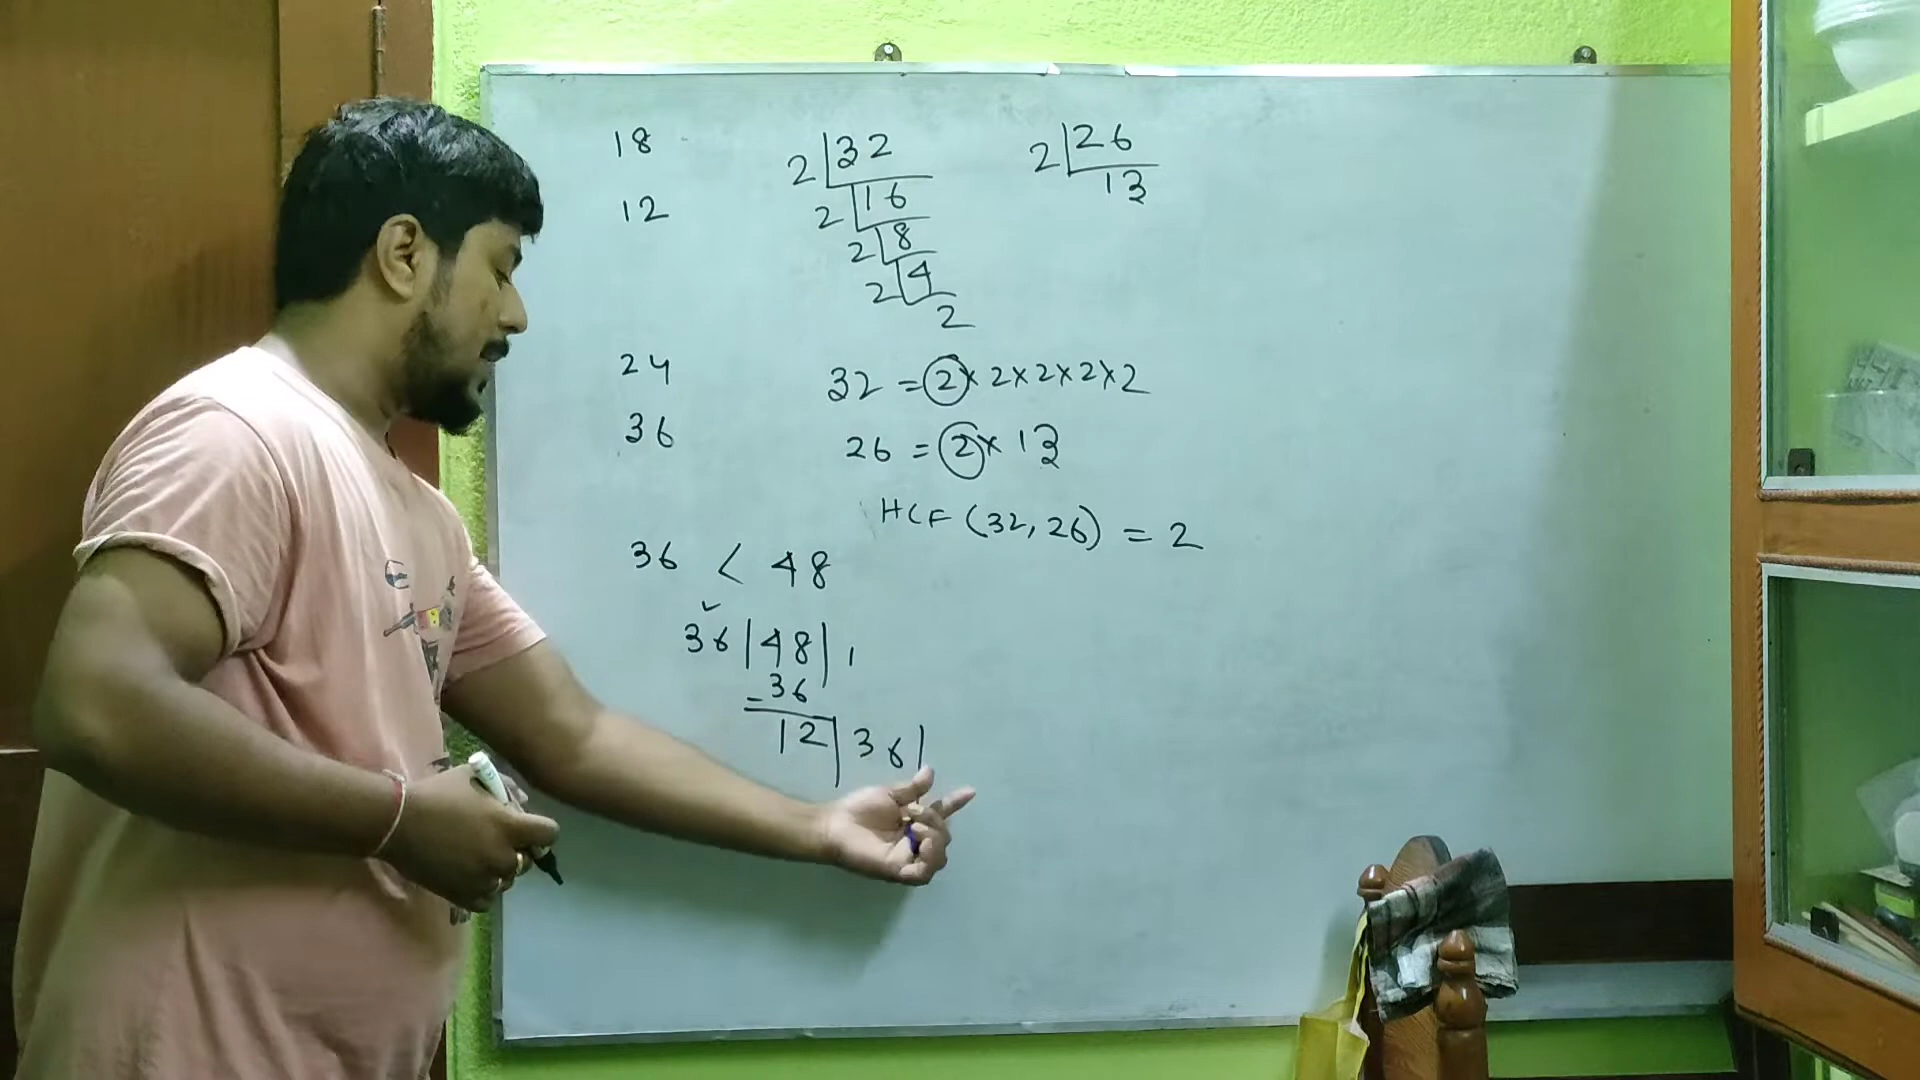 18
12
2 32
2 16
2 8
2 4
2
2 26
13
24
36
32 = 2 × 2 × 2 × 2 × 2
26 = 2 × 13
HCF (32, 26) = 2
36 < 48
✓
36 | 48 | 1
- 36
12 | 36 |